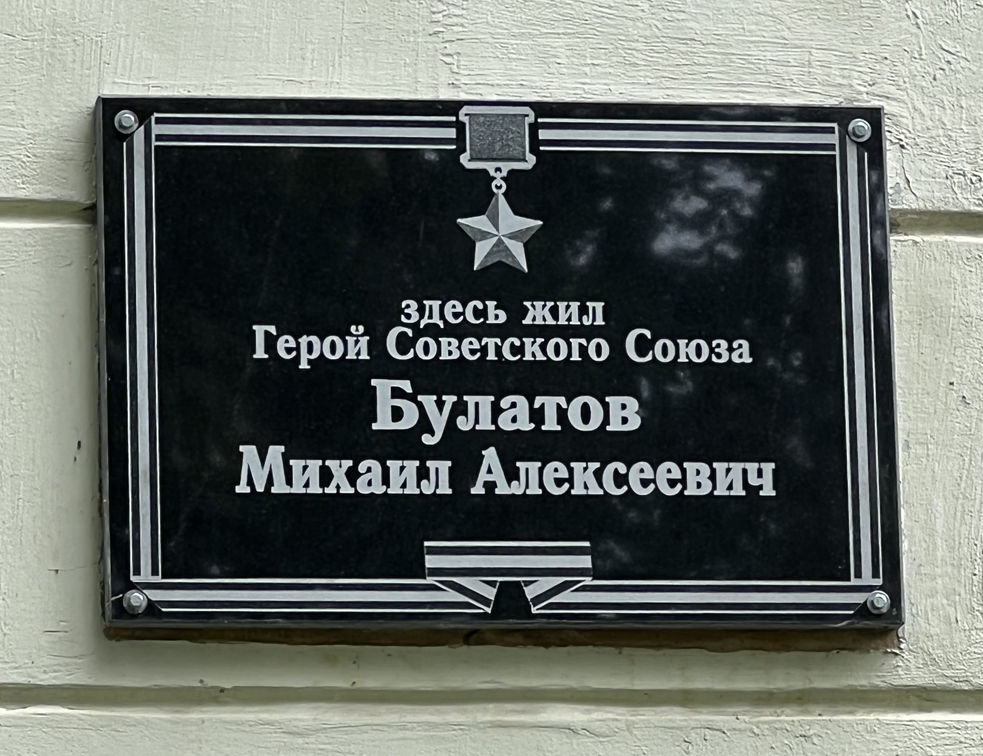 здесь жил
Герой Советского Союза
Булатов
Михаил Алексеевич